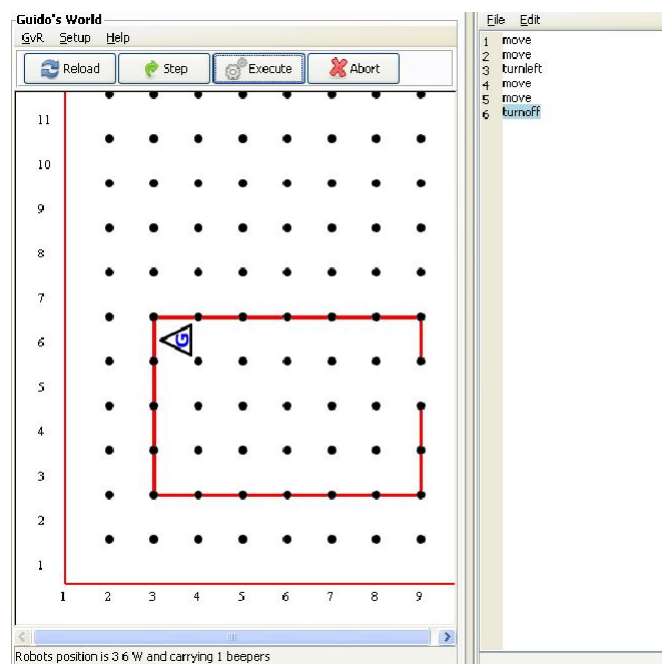 Guido's World
GvR Setup Help
Reload Step Execute Abort
11
10
9
8
7
6
5
4
3
2
1
1 2 3 4 5 6 7 8 9
G
Robots position is 3 6 W and carrying 1 beepers
File Edit
1 move
2 move
3 turnleft
4 move
5 move
6 turnoff